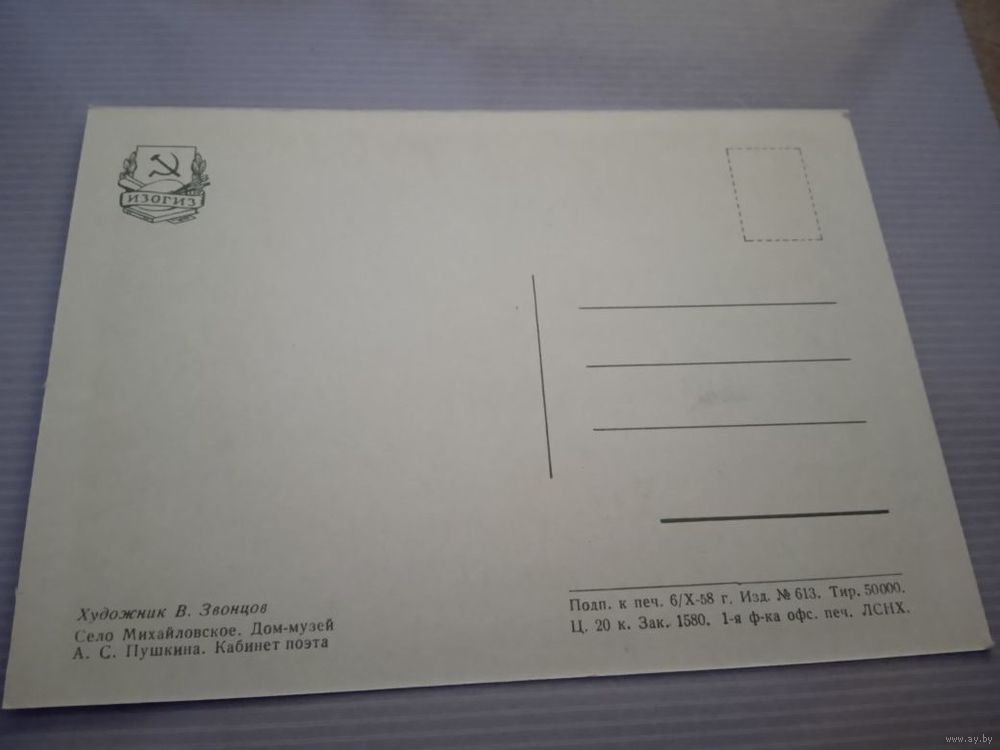 ИЗОГИЗ
Художник В. Звонцов
Село Михайловское. Дом-музей
А. С. Пушкина. Кабинет поэта
Подп. к печ. 6/X-58 г. Изд. № 613. Тир. 50000.
Ц. 20 к. Зак. 1580. 1-я ф-ка офс. печ. ЛСНХ.
www.ay.by